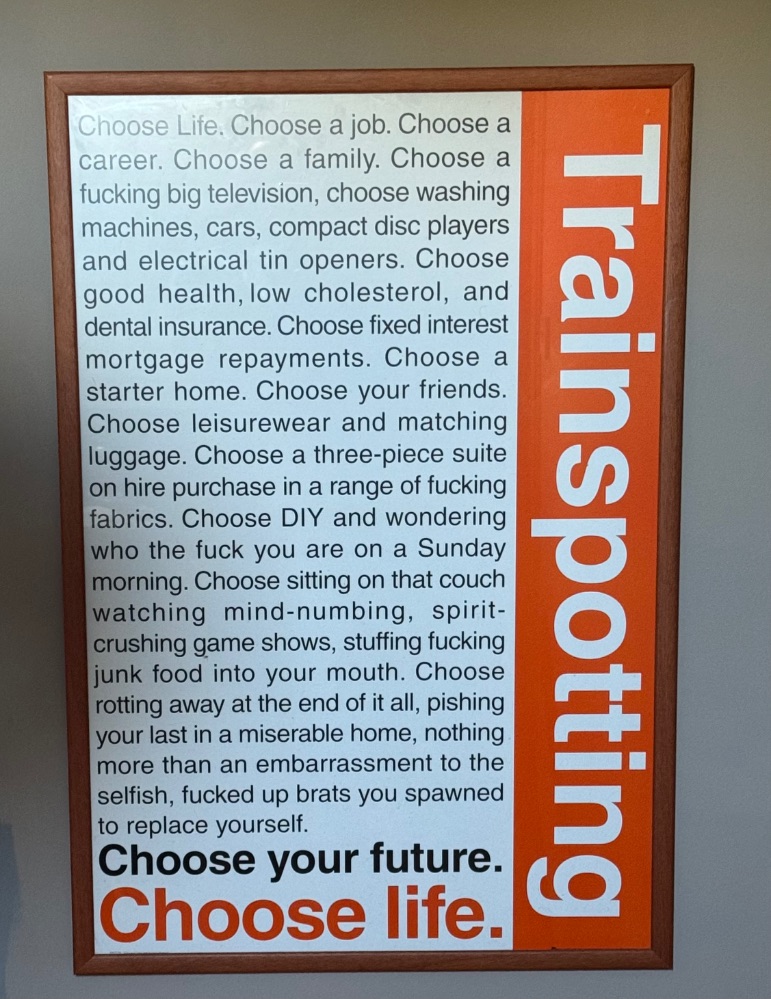 Choose Life. Choose a job. Choose a
career. Choose a family. Choose a
fucking big television, choose washing
machines, cars, compact disc players
and electrical tin openers. Choose
good health, low cholesterol, and
dental insurance. Choose fixed interest
mortgage repayments. Choose a
starter home. Choose your friends.
Choose leisurewear and matching
luggage. Choose a three-piece suite
on hire purchase in a range of fucking
fabrics. Choose DIY and wondering
who the fuck you are on a Sunday
morning. Choose sitting on that couch
watching mind-numbing, spirit-
crushing game shows, stuffing fucking
junk food into your mouth. Choose
rotting away at the end of it all, pishing
your last in a miserable home, nothing
more than an embarrassment to the
selfish, fucked up brats you spawned
to replace yourself.
Choose your future.
Choose life.
Trainspotting